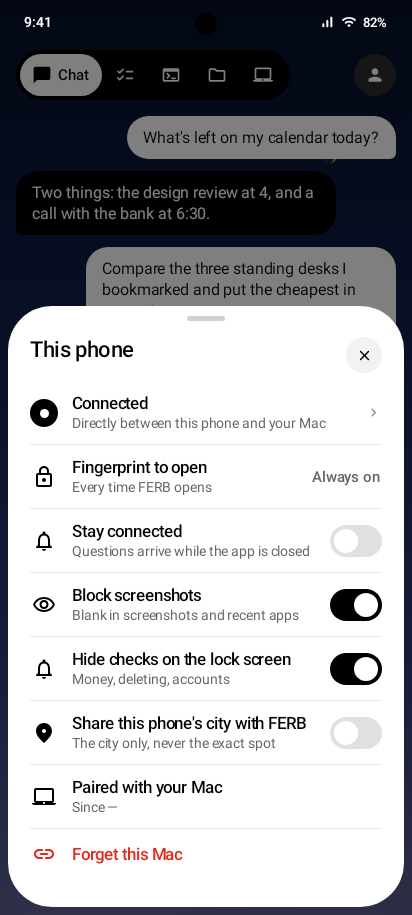 9:41
82%
Chat
What's left on my calendar today?
Two things: the design review at 4, and a
call with the bank at 6:30.
Compare the three standing desks I
bookmarked and put the cheapest in
This phone
Connected
Directly between this phone and your Mac
Fingerprint to open
Every time FERB opens
Always on
Stay connected
Questions arrive while the app is closed
Block screenshots
Blank in screenshots and recent apps
Hide checks on the lock screen
Money, deleting, accounts
Share this phone's city with FERB
The city only, never the exact spot
Paired with your Mac
Since —
Forget this Mac